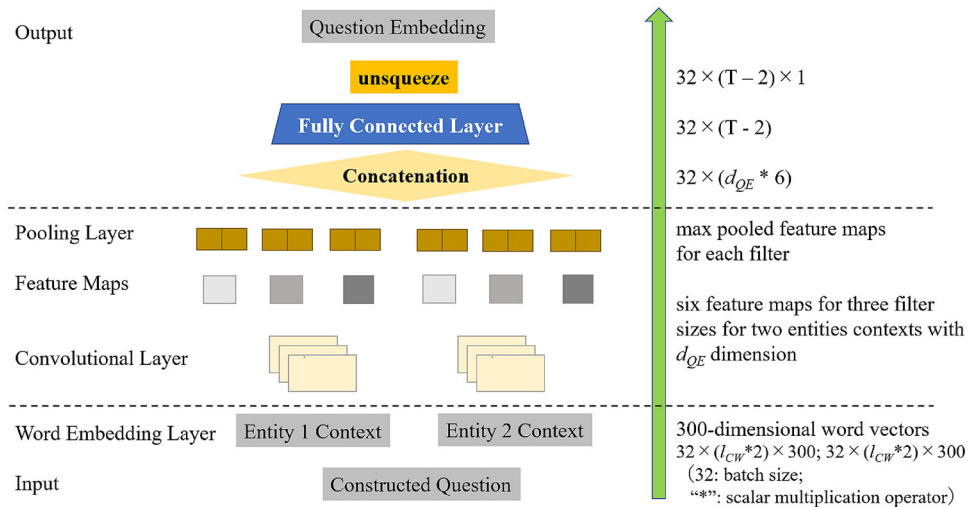 Output
Question Embedding
unsqueeze
32 × (T – 2) × 1
Fully Connected Layer
32 × (T - 2)
Concatenation
32 × (d_QE * 6)
Pooling Layer
max pooled feature maps
for each filter
Feature Maps
six feature maps for three filter
sizes for two entities contexts with
d_QE dimension
Convolutional Layer
Word Embedding Layer
Entity 1 Context
Entity 2 Context
300-dimensional word vectors
32 × (l_CW*2) × 300; 32 × (l_CW*2) × 300
(32: batch size;
“*”: scalar multiplication operator)
Input
Constructed Question